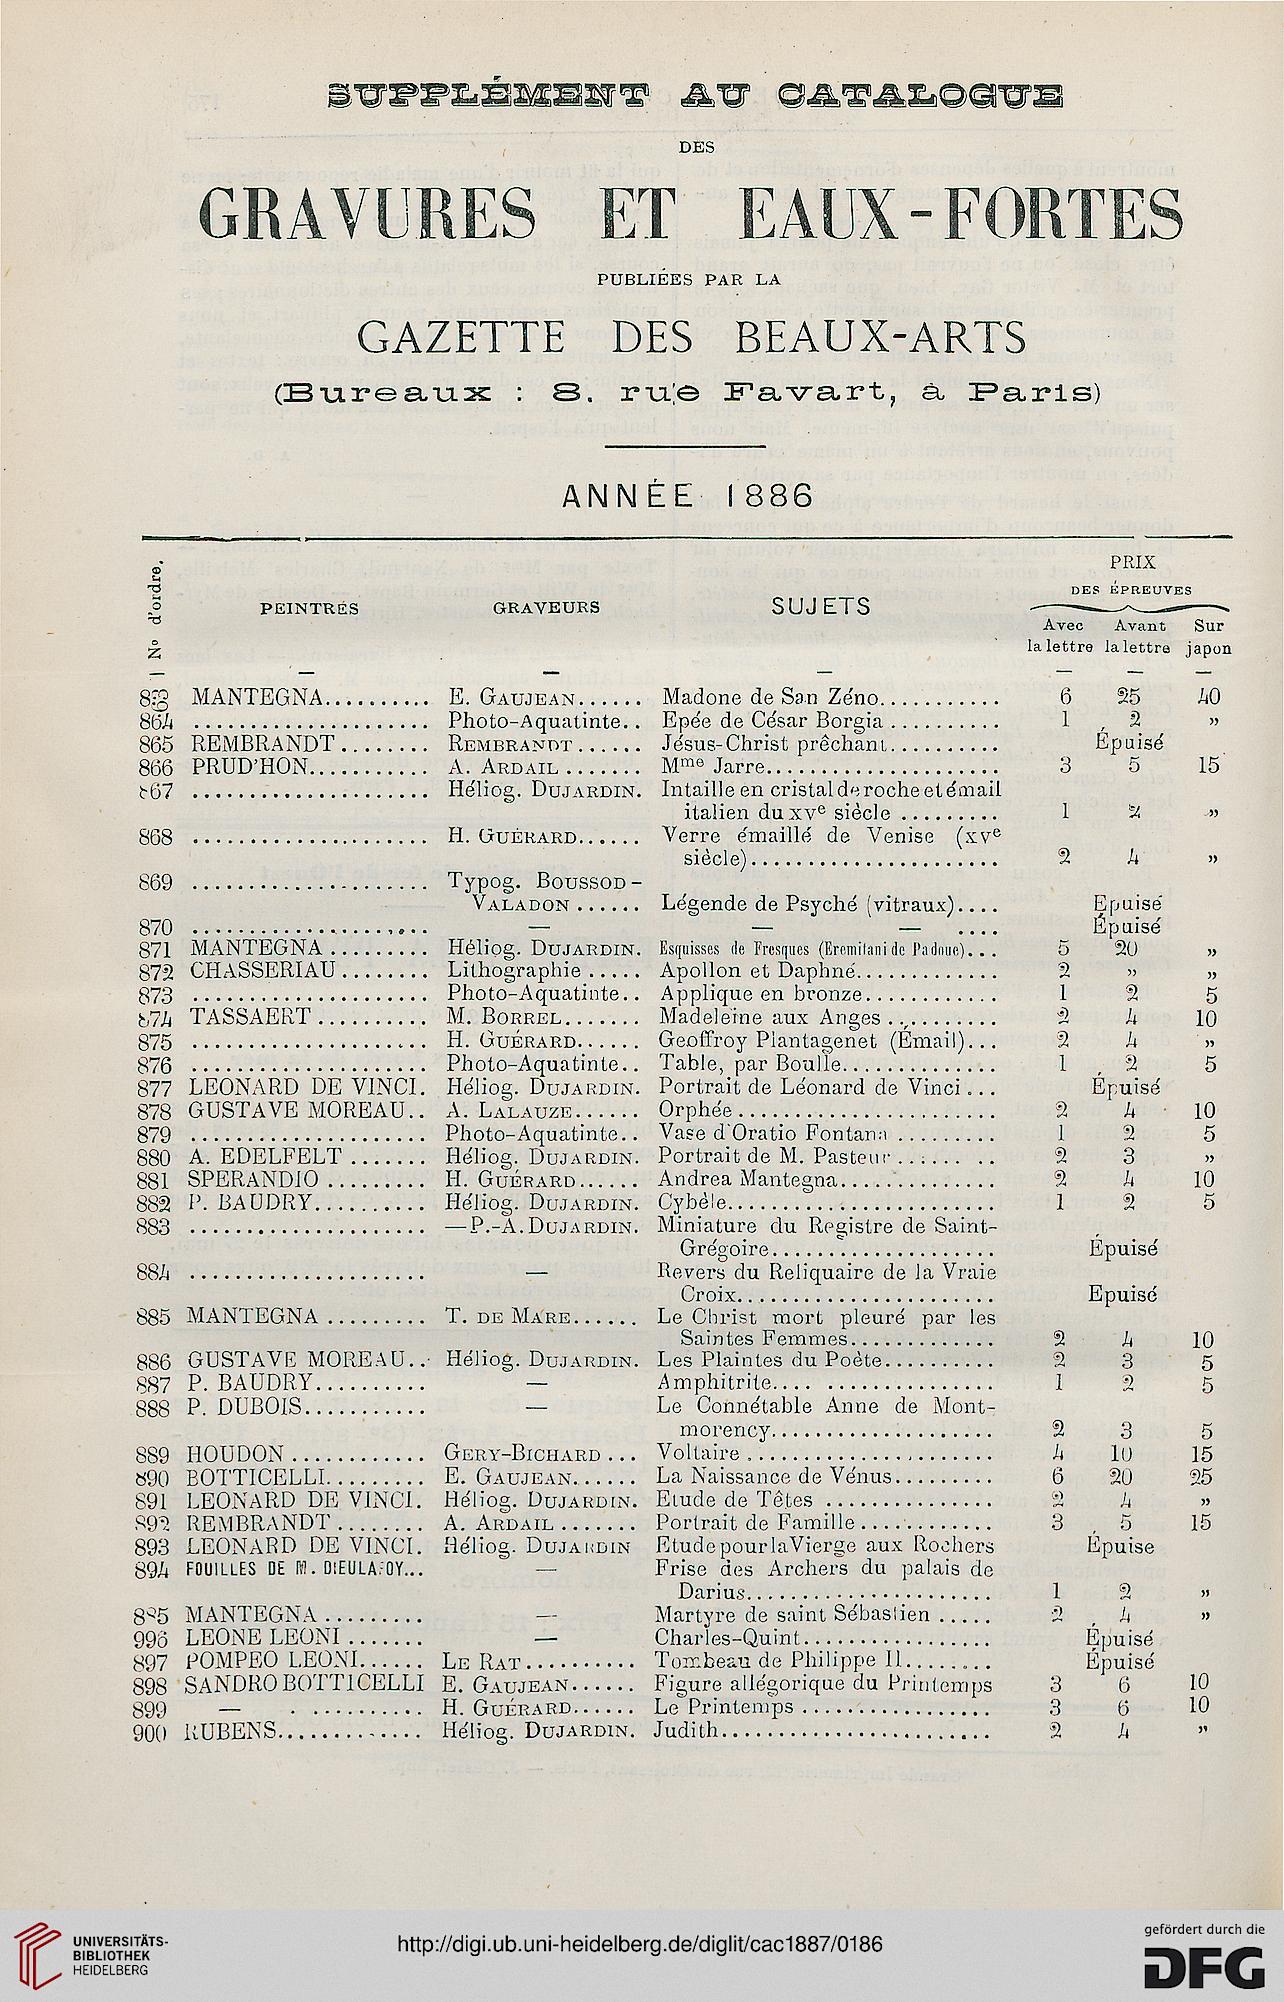 SUPPLÉMENT AU CATALOGUE
DES
GRAVURES ET EAUX-FORTES
PUBLIÉES PAR LA
GAZETTE DES BEAUX-ARTS
(Bureaux : 8, rue Favart, à Paris)
ANNÉE 1886
No d'ordre. PEINTRES GRAVEURS SUJETS PRIX DES ÉPREUVES
Avec la lettre Avant la lettre Sur japon
863 MANTEGNA.......... E. GAUJEAN...... Madone de San Zéno........... 6 25 40
864 ..................... Photo-Aquatinte.. Epée de César Borgia .......... 1 2 »
865 REMBRANDT........ REMBRANDT...... Jésus-Christ prêchant.......... Épuisé
866 PRUD'HON........... A. ARDAIL ....... Mme Jarre...................... 3 5 15
867 ..................... Héliog. DUJARDIN. Intaille en cristal de roche et émail
italien du XVe siècle ......... 1 2 »
868 ..................... H. GUÉRARD...... Verre émaillé de Venise (XVe
siècle)...................... 2 4 »
869 ..................... Typog. BOUSSOD-
VALADON ...... Légende de Psyché (vitraux).... Epuisé
870 ..................... — — — .... Épuisé
871 MANTEGNA ......... Héliog. DUJARDIN. Esquisses de Fresques (Eremitani de Padoue)... 5 20 »
872 CHASSERIAU........ Lithographie ..... Apollon et Daphné............. 2 » »
873 ..................... Photo-Aquatinte.. Applique en bronze............ 1 2 5
874 TASSAERT .......... M. BORREL....... Madeleine aux Anges .......... 2 4 10
875 ..................... H. GUÉRARD...... Geoffroy Plantagenet (Émail)... 2 4 »
876 ..................... Photo-Aquatinte.. Table, par Boulle.............. 1 2 5
877 LEONARD DE VINCI. Héliog. DUJARDIN. Portrait de Léonard de Vinci... Épuisé
878 GUSTAVE MOREAU.. A. LALAUZE...... Orphée ....................... 2 4 10
879 ..................... Photo-Aquatinte.. Vase d'Oratio Fontana ......... 1 2 5
880 A. EDELFELT ....... Héliog. DUJARDIN. Portrait de M. Pasteur ......... 2 3 »
881 SPERANDIO ......... H. GUÉRARD...... Andrea Mantegna.............. 2 4 10
882 P. BAUDRY.......... Héliog. DUJARDIN. Cybèle........................ 1 2 5
883 ..................... —P.-A. DUJARDIN. Miniature du Registre de Saint-
Grégoire.................... Épuisé
884 ..................... — Revers du Reliquaire de la Vraie
Croix....................... Epuisé
885 MANTEGNA ......... T. DE MARE...... Le Christ mort pleuré par les
Saintes Femmes............. 2 4 10
886 GUSTAVE MOREAU.. Héliog. DUJARDIN. Les Plaintes du Poète.......... 2 3 5
887 P. BAUDRY.......... — Amphitrite.... ............... 1 2 5
888 P. DUBOIS........... — Le Connétable Anne de Mont-
morency.................... 2 3 5
889 HOUDON ............ GERY-BICHARD ... Voltaire ...................... 4 10 15
890 BOTTICELLI......... E. GAUJEAN...... La Naissance de Vénus......... 6 20 25
891 LEONARD DE VINCI. Héliog. DUJARDIN. Etude de Têtes ............... 2 4 »
892 REMBRANDT........ A. ARDAIL ....... Portrait de Famille............ 3 5 15
893 LEONARD DE VINCI. Héliog. DUJARDIN Etude pour la Vierge aux Rochers Épuise
894 FOUILLES DE M. DIEULAFOY... — Frise des Archers du palais de
Darius...................... 1 2 »
895 MANTEGNA ......... — Martyre de saint Sébastien ..... 2 4 »
996 LEONE LEONI ....... — Charles-Quint................. Épuisé
897 POMPEO LEONI...... LE RAT.......... Tombeau de Philippe II........ Épuisé
898 SANDRO BOTTICELLI E. GAUJEAN...... Figure allégorique du Printemps 3 6 10
899 — ........... H. GUÉRARD...... Le Printemps ................. 3 6 10
900 RUBENS............. Héliog. DUJARDIN. Judith........................ 2 4 »
UNIVERSITÄTS-
BIBLIOTHEK
HEIDELBERG
http://digi.ub.uni-heidelberg.de/diglit/cac1887/0186
gefördert durch die
DFG